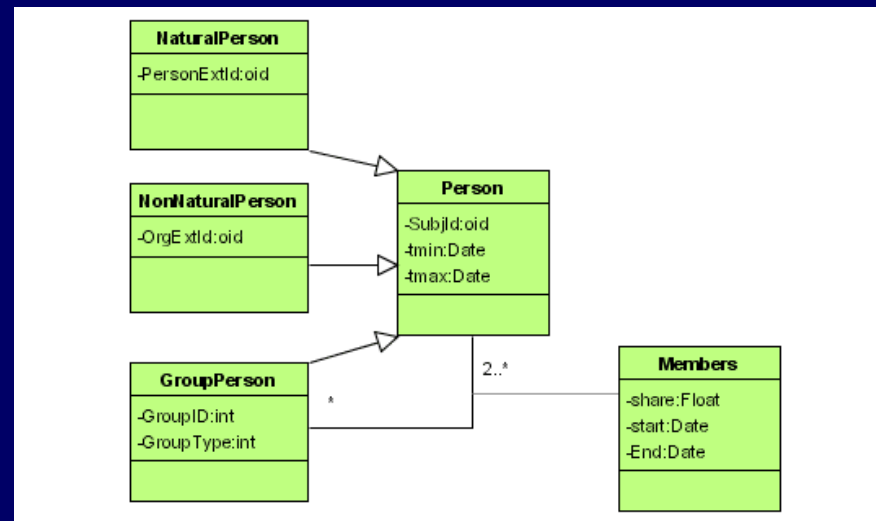 NaturalPerson
-PersonExtId:oid
NonNaturalPerson
-OrgExtId:oid
Person
-SubjId:oid
-tmin:Date
-tmax:Date
GroupPerson
-GroupID:int
-GroupType:int
*
2..*
Members
-share:Float
-start:Date
-End:Date